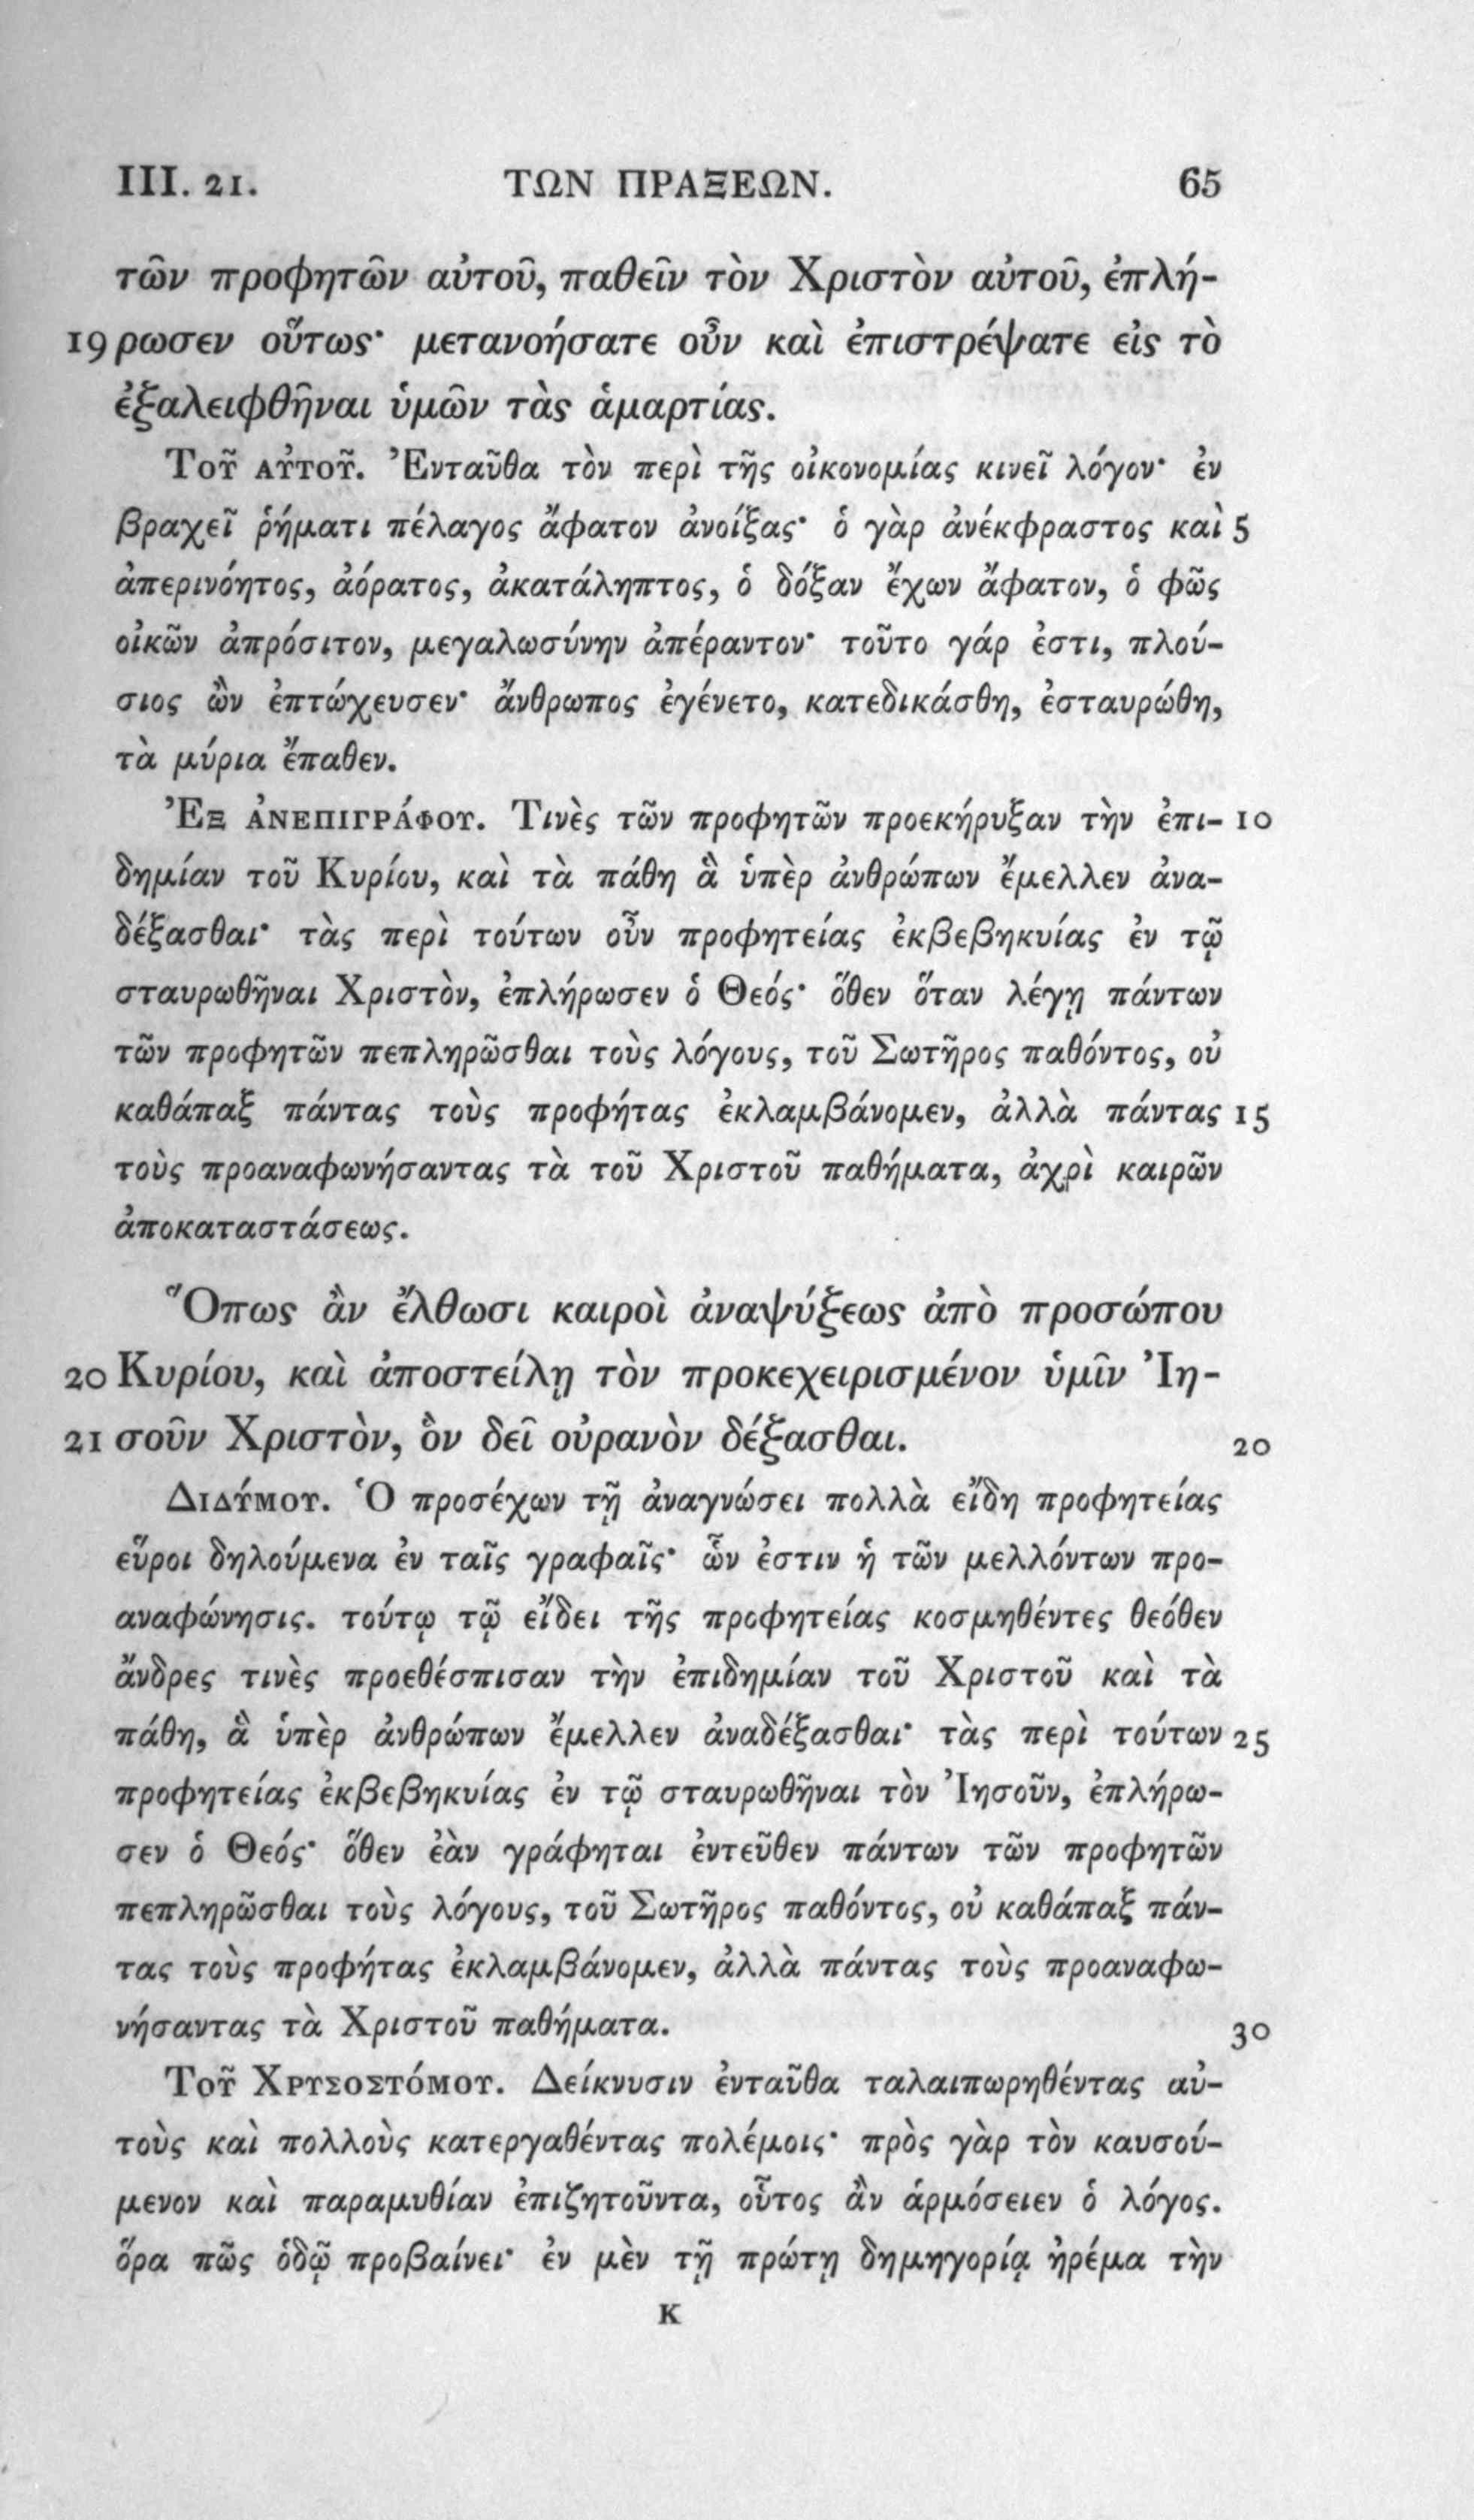 III. 21. ΤΩΝ ΠΡΑΞΕΩΝ. 65
τῶν προφητῶν αὐτοῦ, παθεῖν τὸν Χριστὸν αὐτοῦ, ἐπλή-
19 ρωσεν οὕτως· μετανοήσατε οὖν καὶ ἐπιστρέψατε εἰς τὸ
ἐξαλειφθῆναι ὑμῶν τὰς ἁμαρτίας.
Τοῦ αὐτοῦ. Ἐνταῦθα τὸν περὶ τῆς οἰκονομίας κινεῖ λόγον· ἐν
βραχεῖ ῥήματι πέλαγος ἄφατον ἀνοίξας· ὁ γὰρ ἀνέκφραστος καὶ 5
ἀπερινόητος, ἀόρατος, ἀκατάληπτος, ὁ δόξαν ἔχων ἄφατον, ὁ φῶς
οἰκῶν ἀπρόσιτον, μεγαλωσύνην ἀπέραντον· τοῦτο γάρ ἐστι, πλού-
σιος ὢν ἐπτώχευσεν· ἄνθρωπος ἐγένετο, κατεδικάσθη, ἐσταυρώθη,
τὰ μύρια ἔπαθεν.
Ἐξ ἀνεπιγράφου. Τινὲς τῶν προφητῶν προεκήρυξαν τὴν ἐπι- 10
δημίαν τοῦ Κυρίου, καὶ τὰ πάθη ἃ ὑπὲρ ἀνθρώπων ἔμελλεν ἀνα-
δέξασθαι· τὰς περὶ τούτων οὖν προφητείας ἐκβεβηκυίας ἐν τῷ
σταυρωθῆναι Χριστὸν, ἐπλήρωσεν ὁ Θεός· ὅθεν ὅταν λέγῃ πάντων
τῶν προφητῶν πεπληρῶσθαι τοὺς λόγους, τοῦ Σωτῆρος παθόντος, οὐ
καθάπαξ πάντας τοὺς προφήτας ἐκλαμβάνομεν, ἀλλὰ πάντας 15
τοὺς προαναφωνήσαντας τὰ τοῦ Χριστοῦ παθήματα, ἀχρὶ καιρῶν
ἀποκαταστάσεως.
Ὅπως ἂν ἔλθωσι καιροὶ ἀναψύξεως ἀπὸ προσώπου
20 Κυρίου, καὶ ἀποστείλῃ τὸν προκεχειρισμένον ὑμῖν Ἰη-
21 σοῦν Χριστὸν, ὃν δεῖ οὐρανὸν δέξασθαι. 20
Διδύμου. Ὁ προσέχων τῇ ἀναγνώσει πολλὰ εἴδη προφητείας
εὕροι δηλούμενα ἐν ταῖς γραφαῖς· ὧν ἐστιν ἡ τῶν μελλόντων προ-
αναφώνησις. τούτῳ τῷ εἴδει τῆς προφητείας κοσμηθέντες θεόθεν
ἄνδρες τινὲς προεθέσπισαν τὴν ἐπιδημίαν τοῦ Χριστοῦ καὶ τὰ
πάθη, ἃ ὑπὲρ ἀνθρώπων ἔμελλεν ἀναδέξασθαι· τὰς περὶ τούτων 25
προφητείας ἐκβεβηκυίας ἐν τῷ σταυρωθῆναι τὸν Ἰησοῦν, ἐπλήρω-
σεν ὁ Θεός· ὅθεν ἐὰν γράφηται ἐντεῦθεν πάντων τῶν προφητῶν
πεπληρῶσθαι τοὺς λόγους, τοῦ Σωτῆρος παθόντος, οὐ καθάπαξ πάν-
τας τοὺς προφήτας ἐκλαμβάνομεν, ἀλλὰ πάντας τοὺς προαναφω-
νήσαντας τὰ Χριστοῦ παθήματα. 30
Τοῦ Χρυσοστόμου. Δείκνυσιν ἐνταῦθα ταλαιπωρηθέντας αὐ-
τοὺς καὶ πολλοὺς κατεργαθέντας πολέμοις· πρὸς γὰρ τὸν καυσού-
μενον καὶ παραμυθίαν ἐπιζητοῦντα, οὗτος ἂν ἁρμόσειεν ὁ λόγος.
ὅρα πῶς ὁδῷ προβαίνει· ἐν μὲν τῇ πρώτῃ δημηγορίᾳ ἠρέμα τὴν
K